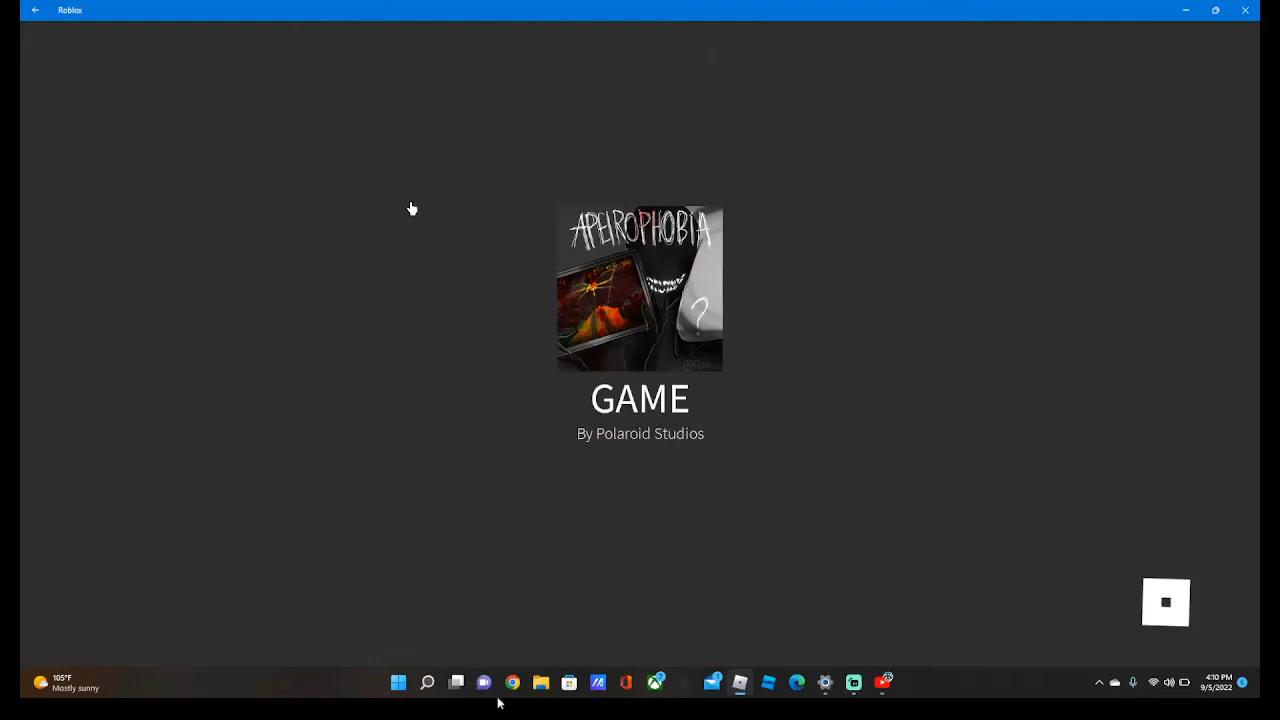 Roblox
APEIROPHOBIA
?
GAME
By Polaroid Studios
105°F
Mostly sunny
4:10 PM
9/5/2022